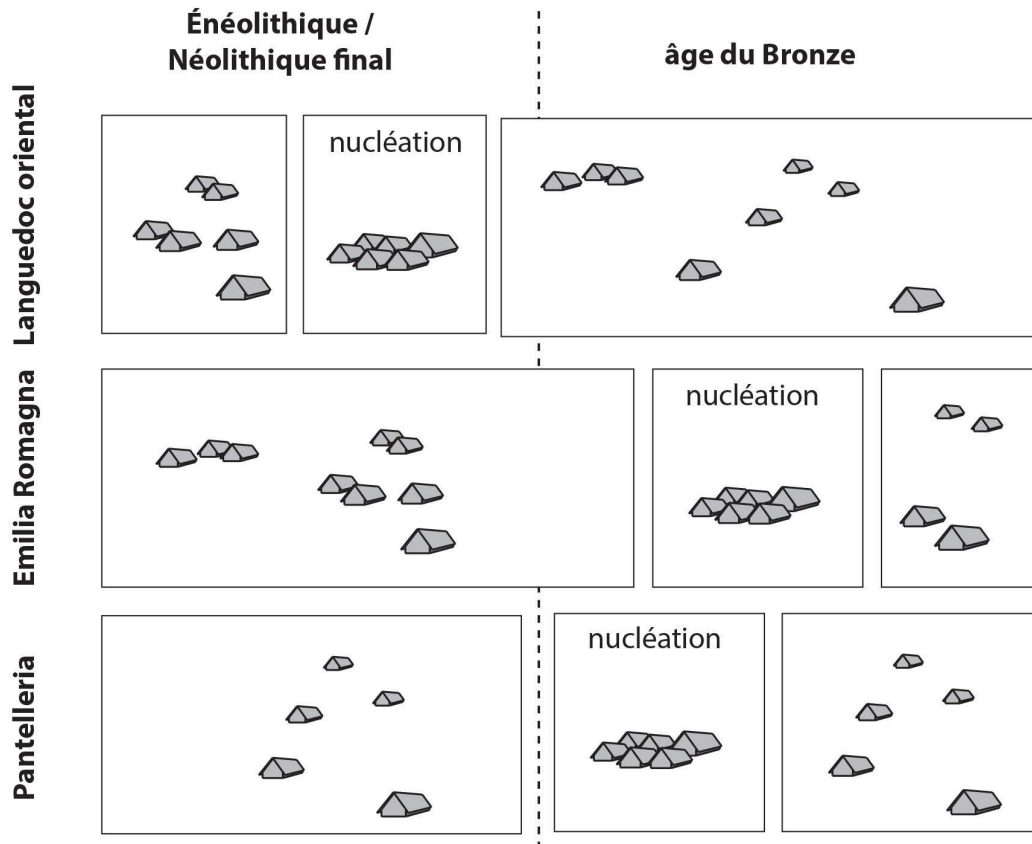 Énéolithique /
Néolithique final
âge du Bronze
Languedoc oriental
nucléation
Emilia Romagna
nucléation
Pantelleria
nucléation